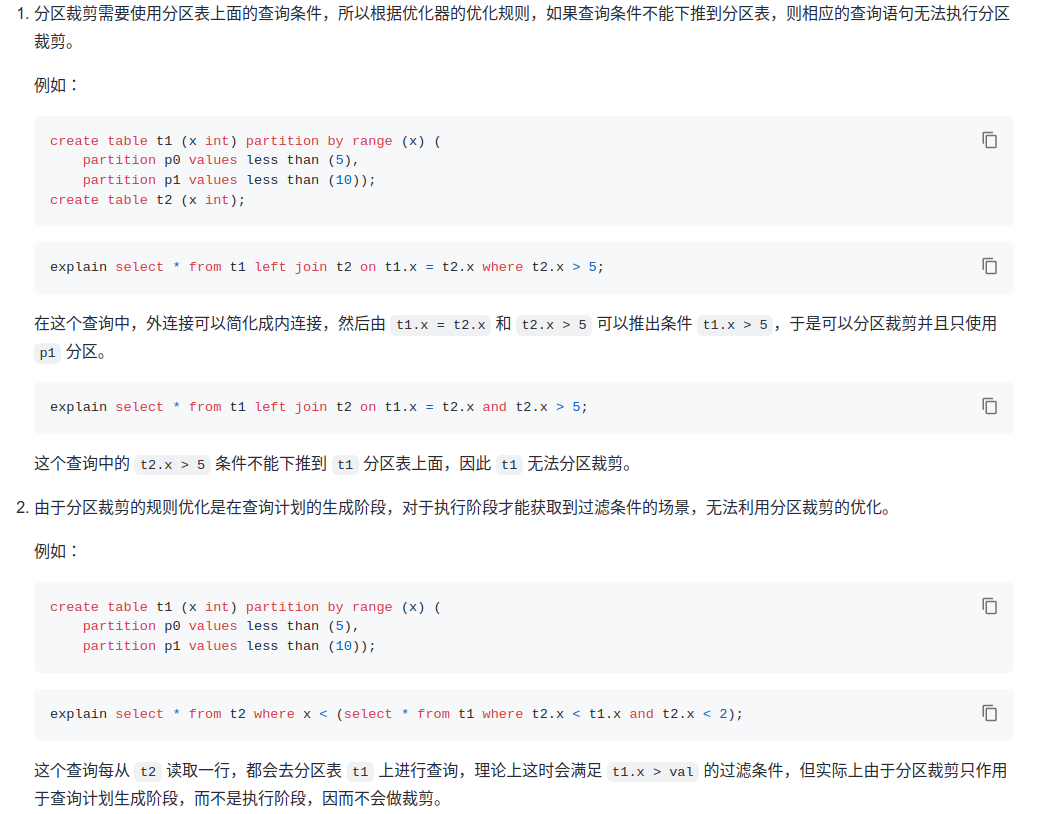 1. 分区裁剪需要使用分区表上面的查询条件，所以根据优化器的优化规则，如果查询条件不能下推到分区表，则相应的查询语句无法执行分区
裁剪。
例如：
create table t1 (x int) partition by range (x) (
    partition p0 values less than (5),
    partition p1 values less than (10));
create table t2 (x int);
explain select * from t1 left join t2 on t1.x = t2.x where t2.x > 5;
在这个查询中，外连接可以简化成内连接，然后由 t1.x = t2.x 和 t2.x > 5 可以推出条件 t1.x > 5，于是可以分区裁剪并且只使用
p1 分区。
explain select * from t1 left join t2 on t1.x = t2.x and t2.x > 5;
这个查询中的 t2.x > 5 条件不能下推到 t1 分区表上面，因此 t1 无法分区裁剪。
2. 由于分区裁剪的规则优化是在查询计划的生成阶段，对于执行阶段才能获取到过滤条件的场景，无法利用分区裁剪的优化。
例如：
create table t1 (x int) partition by range (x) (
    partition p0 values less than (5),
    partition p1 values less than (10));
explain select * from t2 where x < (select * from t1 where t2.x < t1.x and t2.x < 2);
这个查询每从 t2 读取一行，都会去分区表 t1 上进行查询，理论上这时会满足 t1.x > val 的过滤条件，但实际上由于分区裁剪只作用
于查询计划生成阶段，而不是执行阶段，因而不会做裁剪。